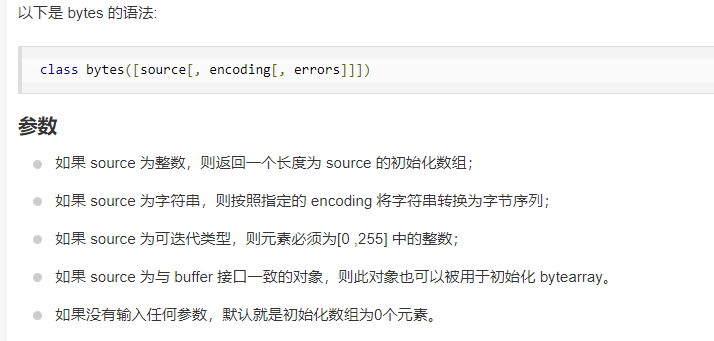 以下是 bytes 的语法:
class bytes([source[, encoding[, errors]]])
参数
如果 source 为整数，则返回一个长度为 source 的初始化数组；
如果 source 为字符串，则按照指定的 encoding 将字符串转换为字节序列；
如果 source 为可迭代类型，则元素必须为[0 ,255] 中的整数；
如果 source 为与 buffer 接口一致的对象，则此对象也可以被用于初始化 bytearray。
如果没有输入任何参数，默认就是初始化数组为0个元素。